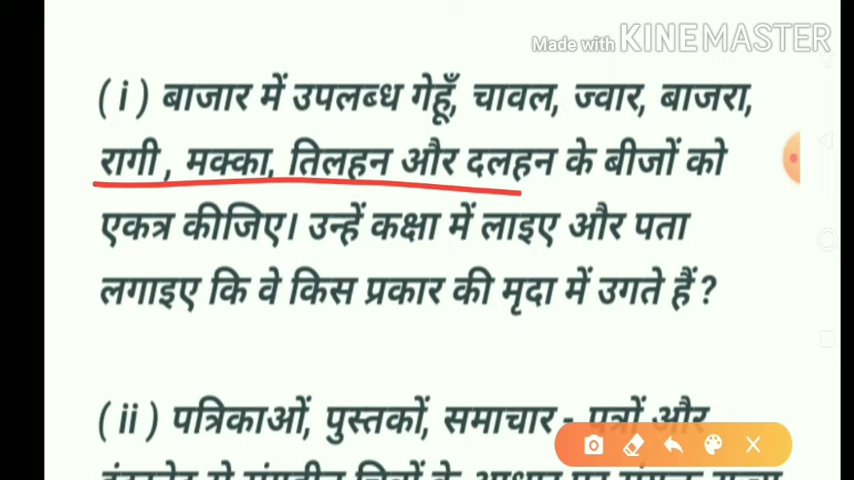 Made with KINEMASTER
( i ) बाजार में उपलब्ध गेहूँ, चावल, ज्वार, बाजरा,
रागी , मक्का, तिलहन और दलहन के बीजों को
एकत्र कीजिए। उन्हें कक्षा में लाइए और पता
लगाइए कि वे किस प्रकार की मृदा में उगते हैं ?
( ii ) पत्रिकाओं, पुस्तकों, समाचार - पत्रों और